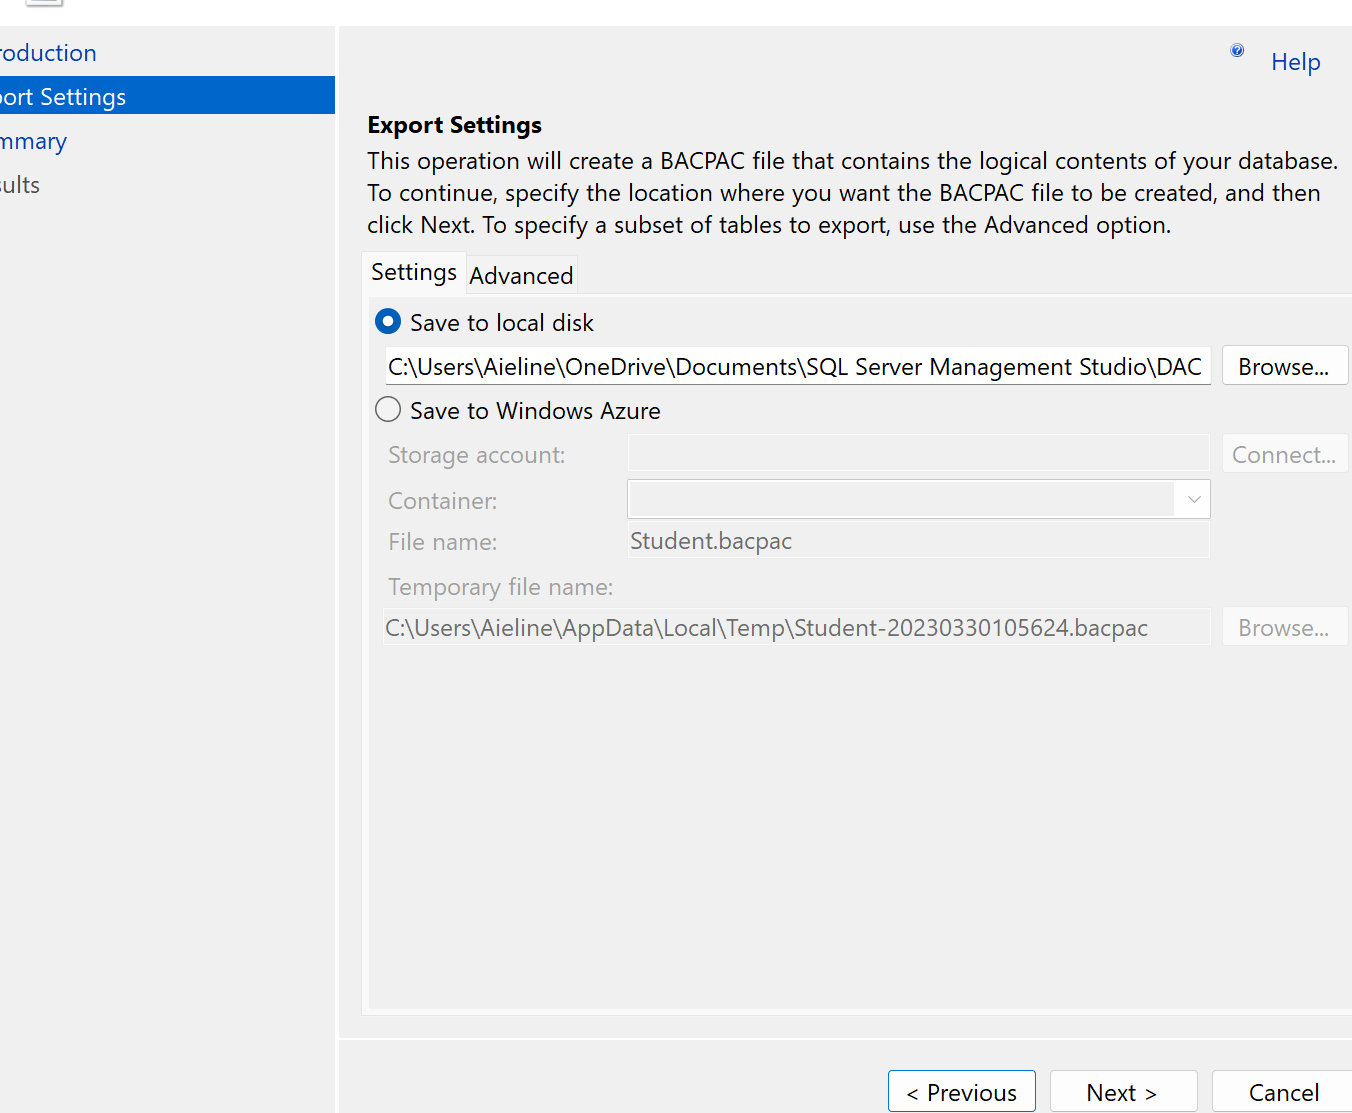 roduction
ort Settings
mmary
ults
Help
Export Settings
This operation will create a BACPAC file that contains the logical contents of your database.
To continue, specify the location where you want the BACPAC file to be created, and then
click Next. To specify a subset of tables to export, use the Advanced option.
Settings
Advanced
Save to local disk
C:\Users\Aieline\OneDrive\Documents\SQL Server Management Studio\DAC
Browse...
Save to Windows Azure
Storage account:
Connect...
Container:
File name:
Student.bacpac
Temporary file name:
C:\Users\Aieline\AppData\Local\Temp\Student-20230330105624.bacpac
Browse...
< Previous
Next >
Cancel